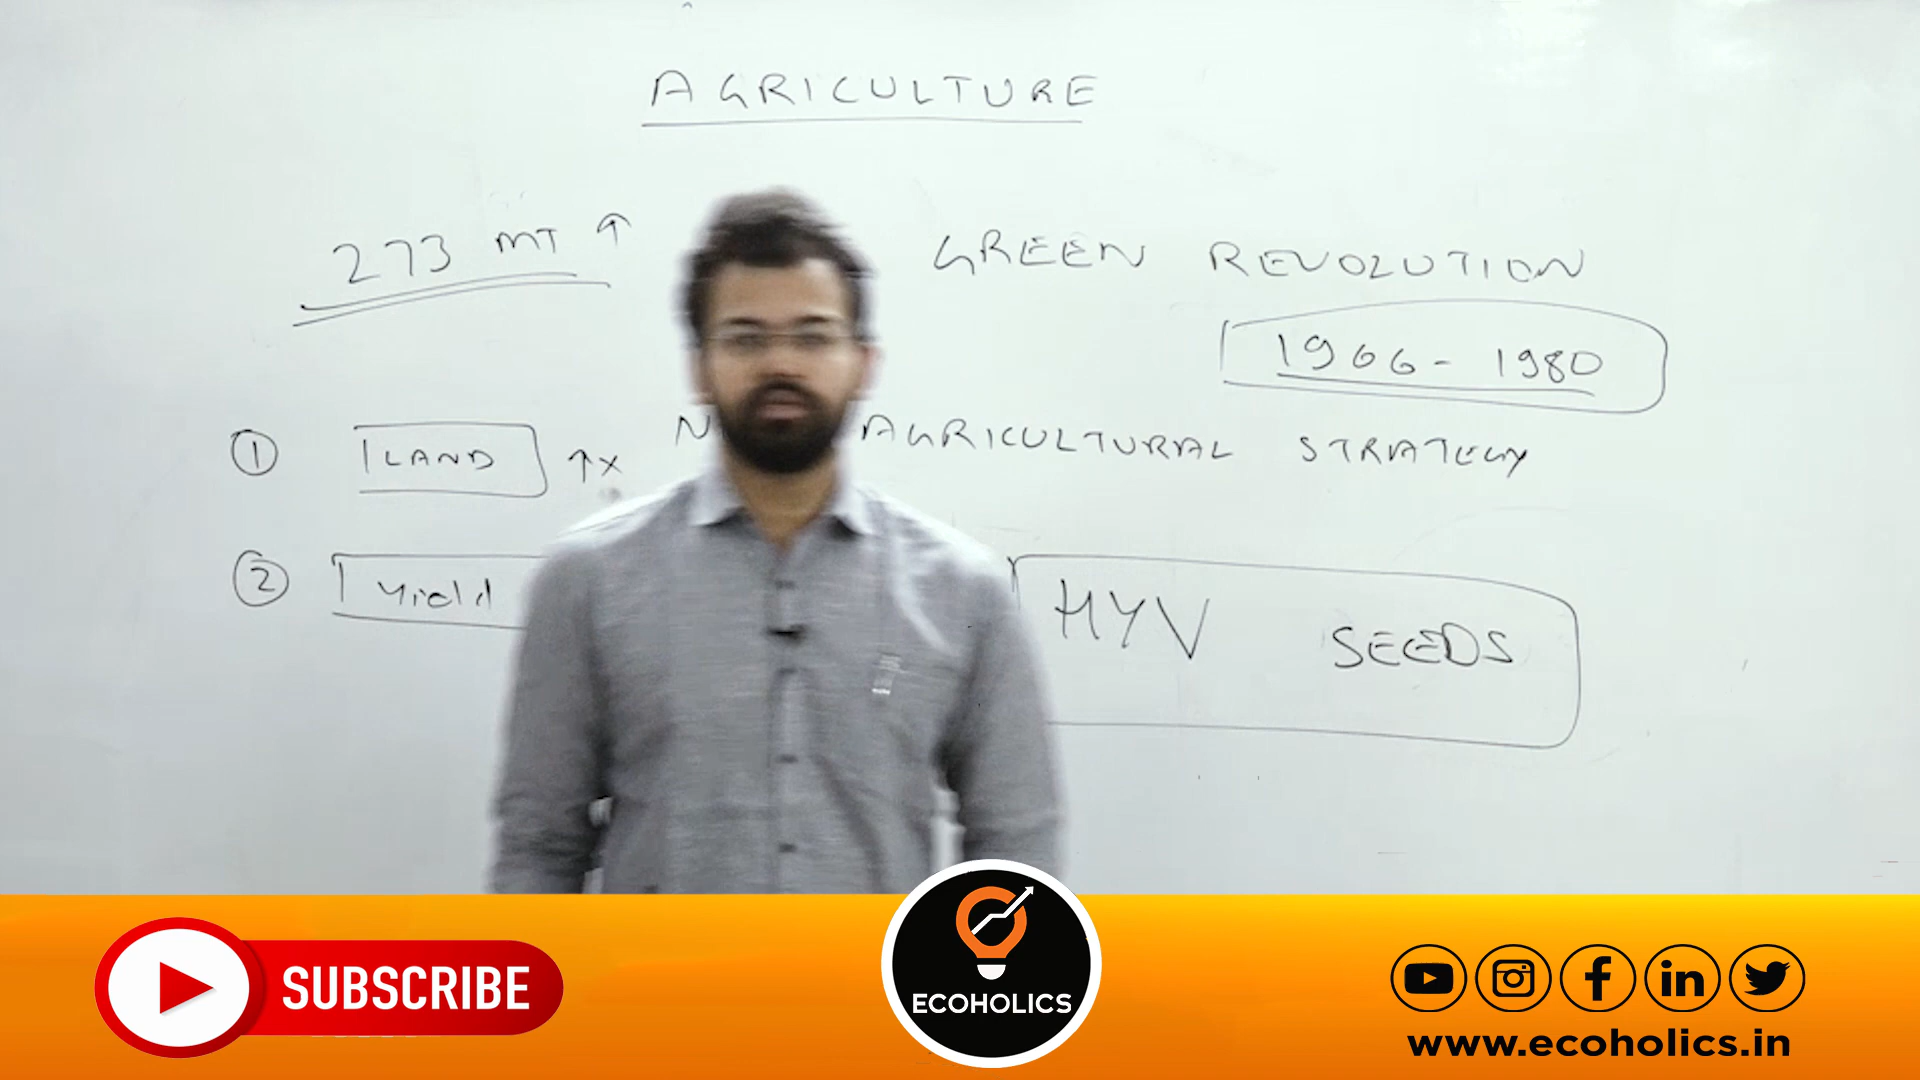 AGRICULTURE
273 MT ↑
GREEN REVOLUTION
1966 - 1980
① LAND ↑ x
N AGRICULTURAL STRATEGY
② Yield
HYV SEEDS
SUBSCRIBE
ECOHOLICS
www.ecoholics.in